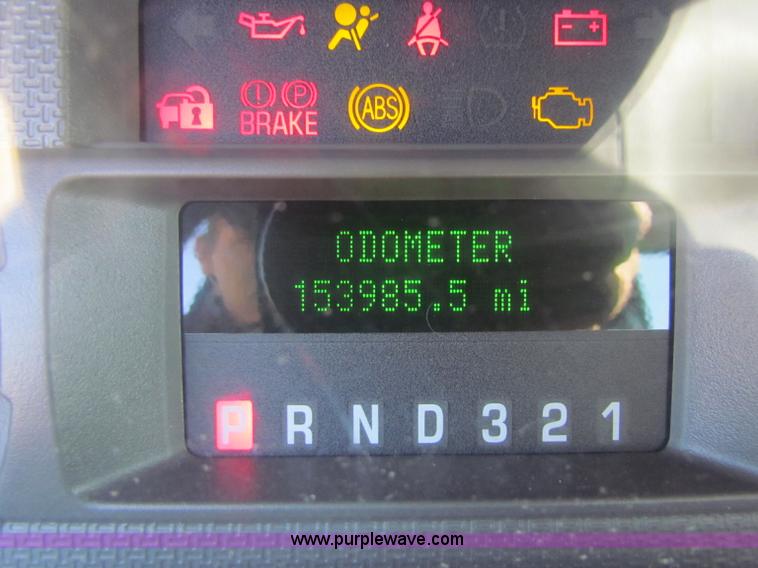 ! P
BRAKE
ABS
ODOMETER
153985.5 mi
P R N D 3 2 1
www.purplewave.com